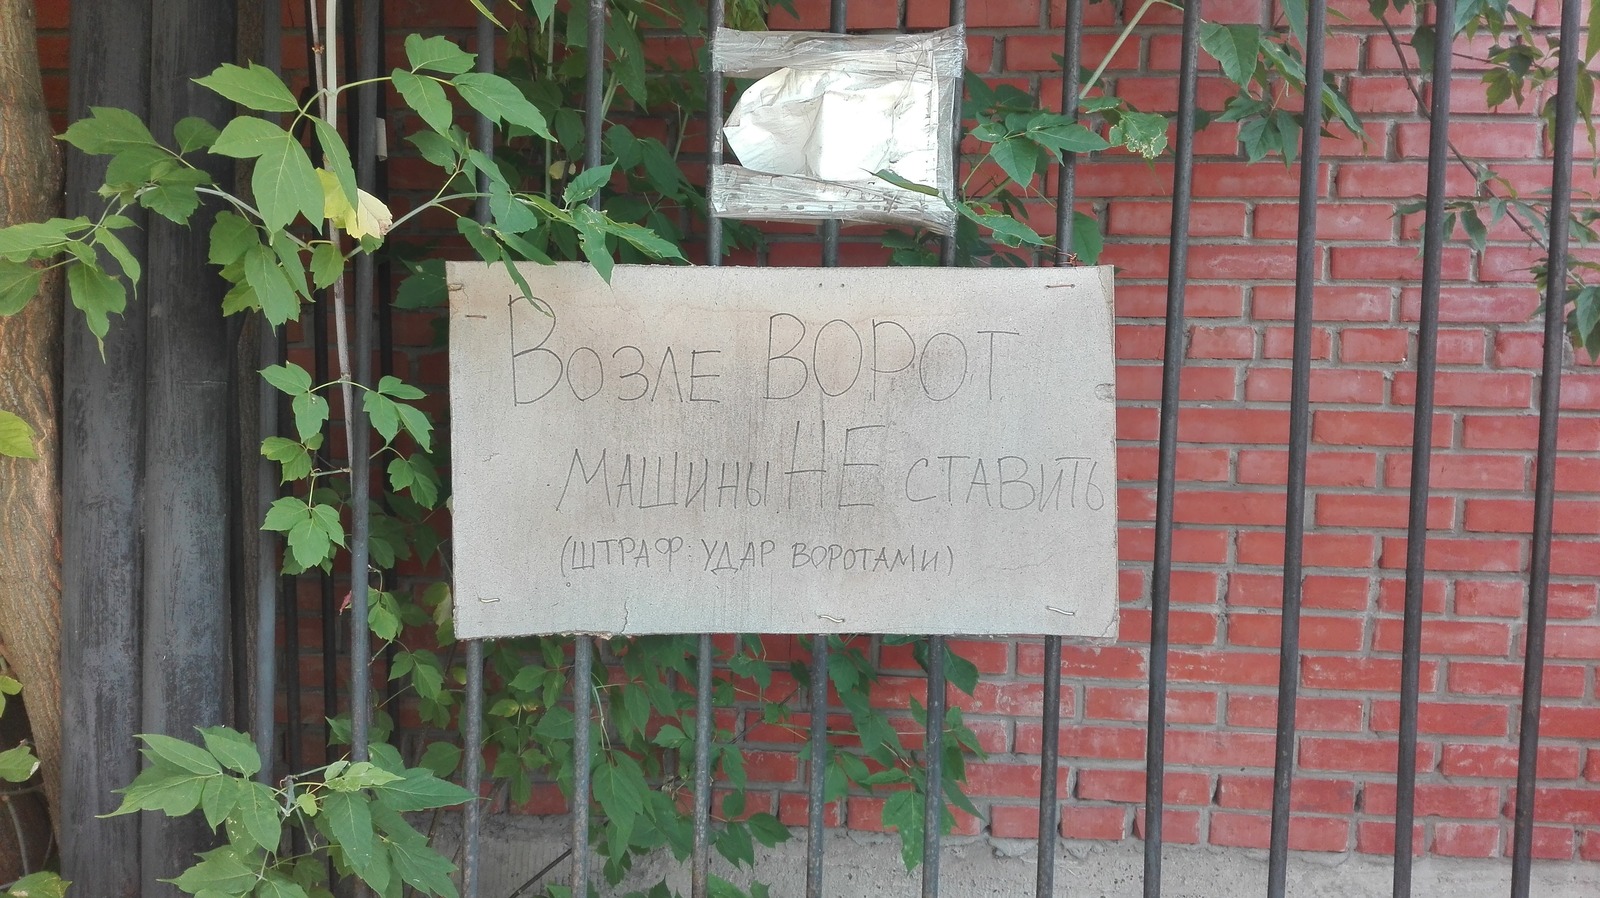 Возле ВОРОТ
МАШИНЫ НЕ СТАВИТЬ
(ШТРАФ: УДАР ВОРОТАМИ)